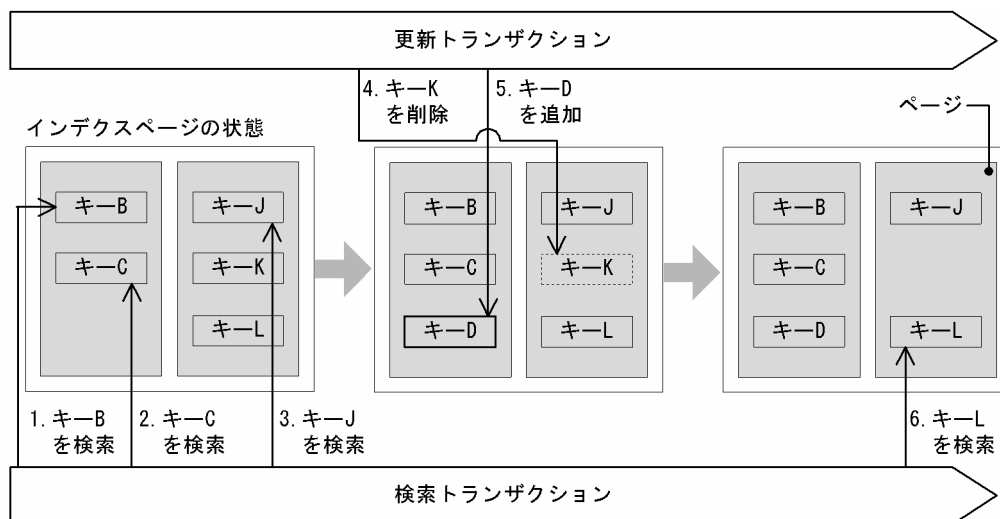 更新トランザクション
4. キーK
を削除
5. キーD
を追加
ページ
インデクスページの状態
キーB
キーJ
キーC
キーK
キーL
キーB
キーJ
キーC
キーK
キーD
キーL
キーB
キーJ
キーC
キーD
キーL
1. キーB
を検索
2. キーC
を検索
3. キーJ
を検索
6. キーL
を検索
検索トランザクション